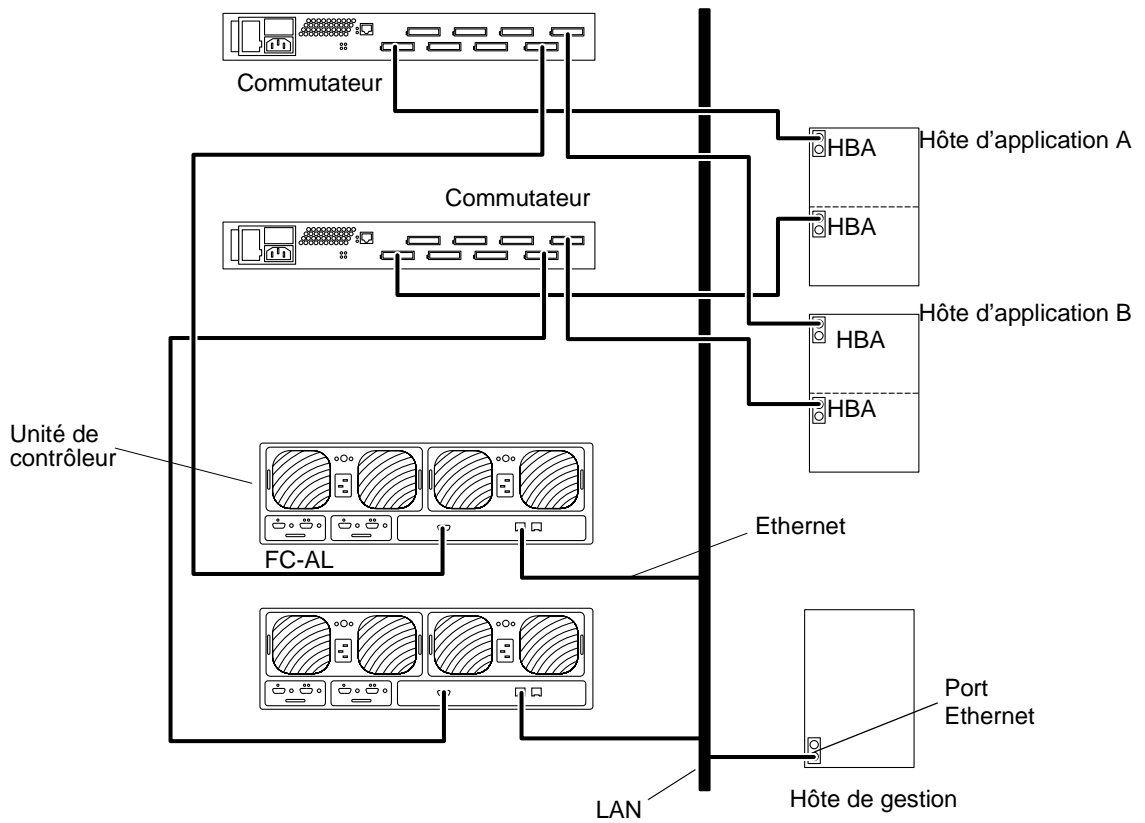 Commutateur
HBA
Hôte d'application A
Commutateur
HBA
Hôte d'application B
HBA
HBA
Unité de
contrôleur
Ethernet
FC-AL
Port
Ethernet
LAN
Hôte de gestion